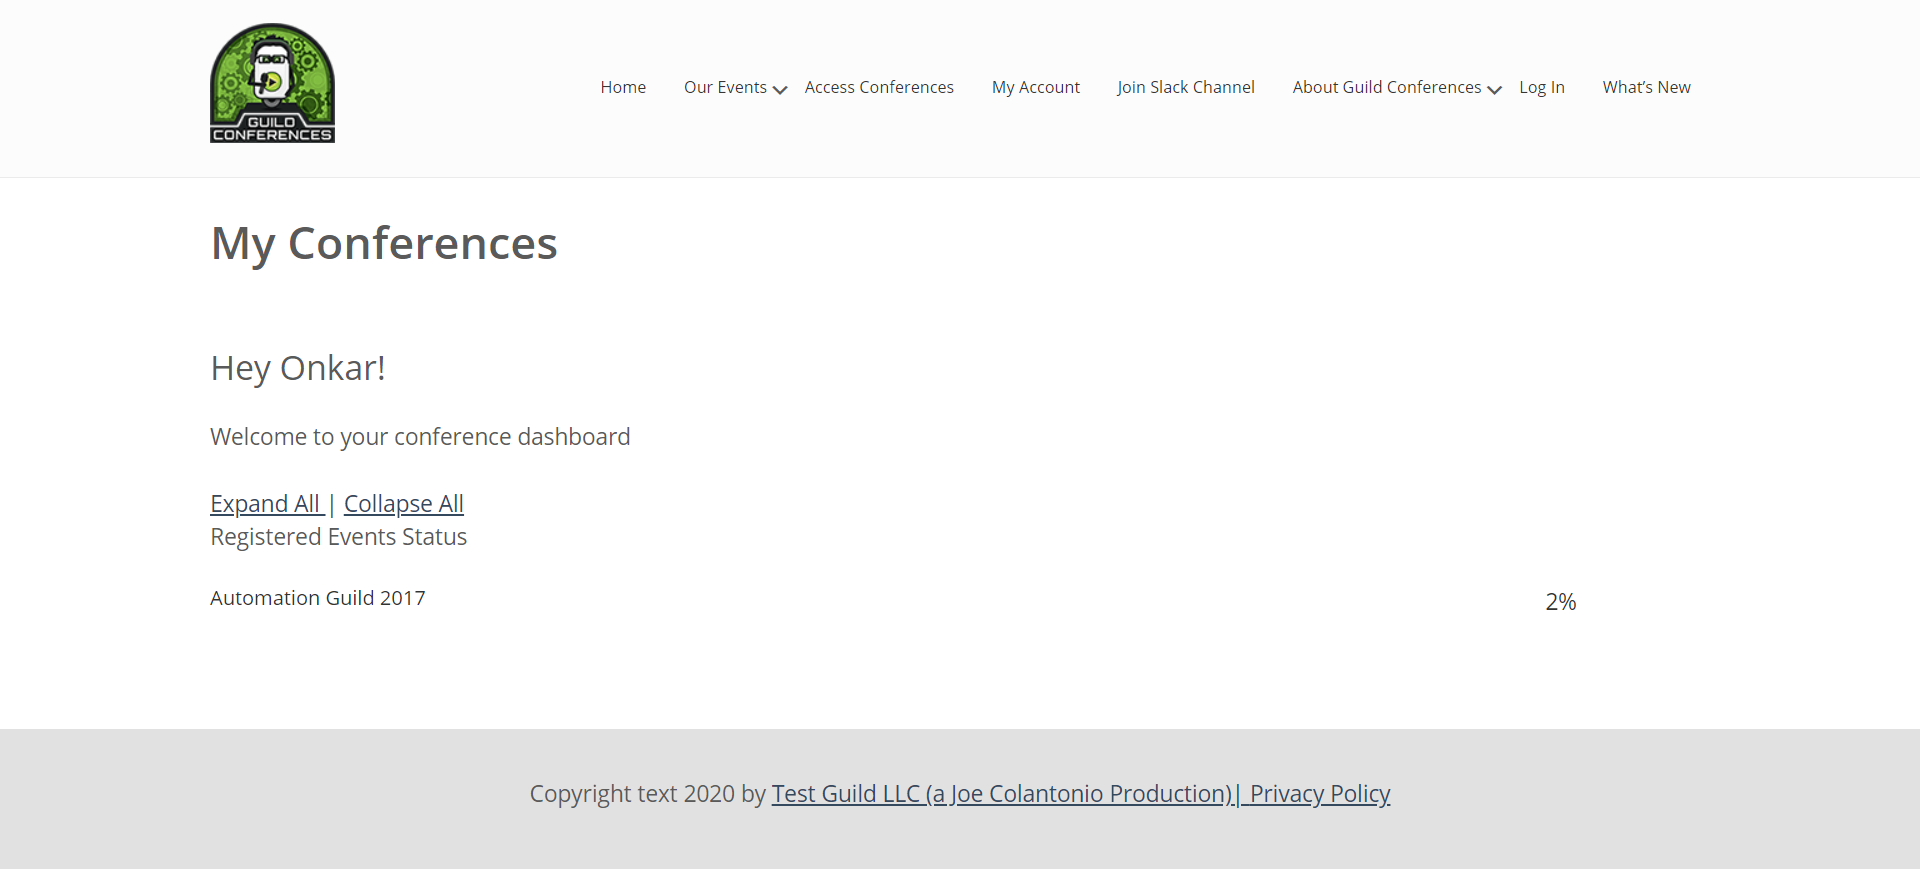 GUILD
CONFERENCES
Home Our Events Access Conferences My Account Join Slack Channel About Guild Conferences Log In What’s New
My Conferences
Hey Onkar!
Welcome to your conference dashboard
Expand All | Collapse All
Registered Events Status
Automation Guild 2017 2%
Copyright text 2020 by Test Guild LLC (a Joe Colantonio Production)| Privacy Policy